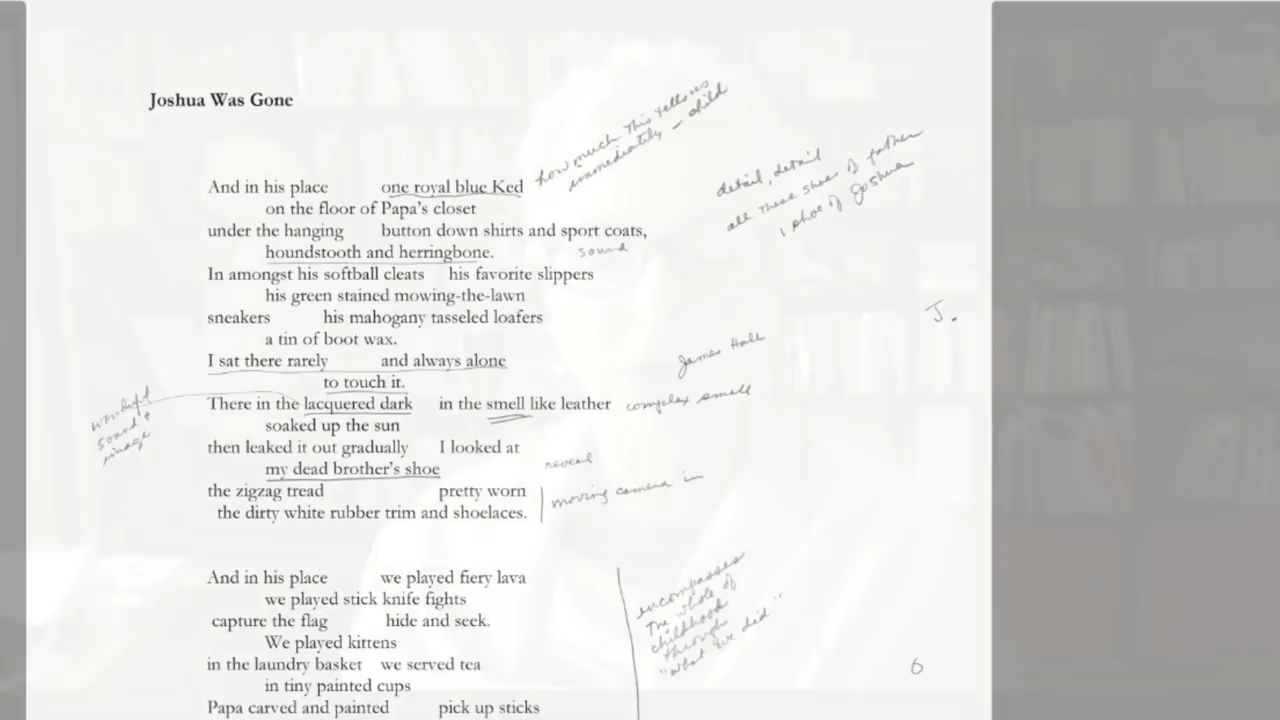 Joshua Was Gone
how much this tells us
immediately – child
detail, detail
all these shoes of father
1 shoe of Joshua
And in his place one royal blue Ked
on the floor of Papa's closet
under the hanging button down shirts and sport coats,
houndstooth and herringbone.
sound
In amongst his softball cleats his favorite slippers
his green stained mowing-the-lawn
sneakers his mahogany tasseled loafers
J.
a tin of boot wax.
I sat there rarely and always alone
James Hall
to touch it.
There in the lacquered dark in the smell like leather
complex smell
wonderful
sound +
image
soaked up the sun
then leaked it out gradually I looked at
my dead brother's shoe
reveal
the zigzag tread pretty worn
moving camera in
the dirty white rubber trim and shoelaces.
And in his place we played fiery lava
we played stick knife fights
capture the flag hide and seek.
We played kittens
in the laundry basket we served tea
in tiny painted cups
Papa carved and painted pick up sticks
encompasses
the whole of
childhood
through
"what we did"
6